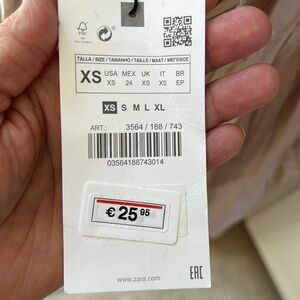 FSC
TALLA / SIZE / TAMANHO / TAILLE / MAAT / ΜΕΓΕΘΟΣ
XS USA MEX UK IT BR
XS 24 XS XS EP
XS S M L XL
ART.: 3564 / 188 / 743
03564188743014
€ 25 95
www.zara.com
EAC